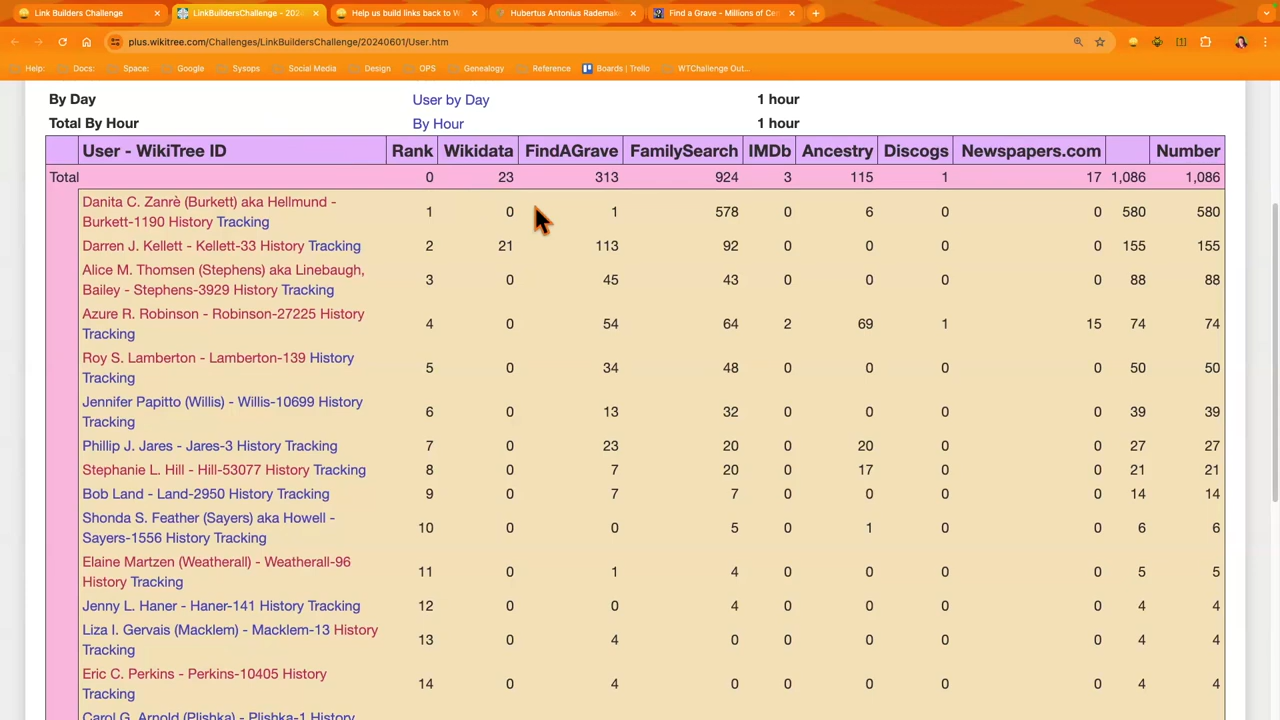 Link Builders Challenge
LinkBuildersChallenge - 202
Help us build links back to W
Hubertus Antonius Rademak
Find a Grave - Millions of Ce
plus.wikitree.com/Challenges/LinkBuildersChallenge/20240601/User.htm
Help: Docs: Space: Google Sysops Social Media Design OPS Genealogy Reference Boards | Trello WTChallenge Out...
By Day User by Day 1 hour
Total By Hour By Hour 1 hour
User - WikiTree ID Rank Wikidata FindAGrave FamilySearch IMDb Ancestry Discogs Newspapers.com Number
Total 0 23 313 924 3 115 1 17 1,086 1,086
Danita C. Zanrè (Burkett) aka Hellmund -
Burkett-1190 History Tracking 1 0 1 578 0 6 0 0 580 580
Darren J. Kellett - Kellett-33 History Tracking 2 21 113 92 0 0 0 0 155 155
Alice M. Thomsen (Stephens) aka Linebaugh,
Bailey - Stephens-3929 History Tracking 3 0 45 43 0 0 0 0 88 88
Azure R. Robinson - Robinson-27225 History
Tracking 4 0 54 64 2 69 1 15 74 74
Roy S. Lamberton - Lamberton-139 History
Tracking 5 0 34 48 0 0 0 0 50 50
Jennifer Papitto (Willis) - Willis-10699 History
Tracking 6 0 13 32 0 0 0 0 39 39
Phillip J. Jares - Jares-3 History Tracking 7 0 23 20 0 20 0 0 27 27
Stephanie L. Hill - Hill-53077 History Tracking 8 0 7 20 0 17 0 0 21 21
Bob Land - Land-2950 History Tracking 9 0 7 7 0 0 0 0 14 14
Shonda S. Feather (Sayers) aka Howell -
Sayers-1556 History Tracking 10 0 0 5 0 1 0 0 6 6
Elaine Martzen (Weatherall) - Weatherall-96
History Tracking 11 0 1 4 0 0 0 0 5 5
Jenny L. Haner - Haner-141 History Tracking 12 0 0 4 0 0 0 0 4 4
Liza I. Gervais (Macklem) - Macklem-13 History
Tracking 13 0 4 0 0 0 0 0 4 4
Eric C. Perkins - Perkins-10405 History
Tracking 14 0 4 0 0 0 0 0 4 4
Carol G. Arnold (Plishka) - Plishka-1 History